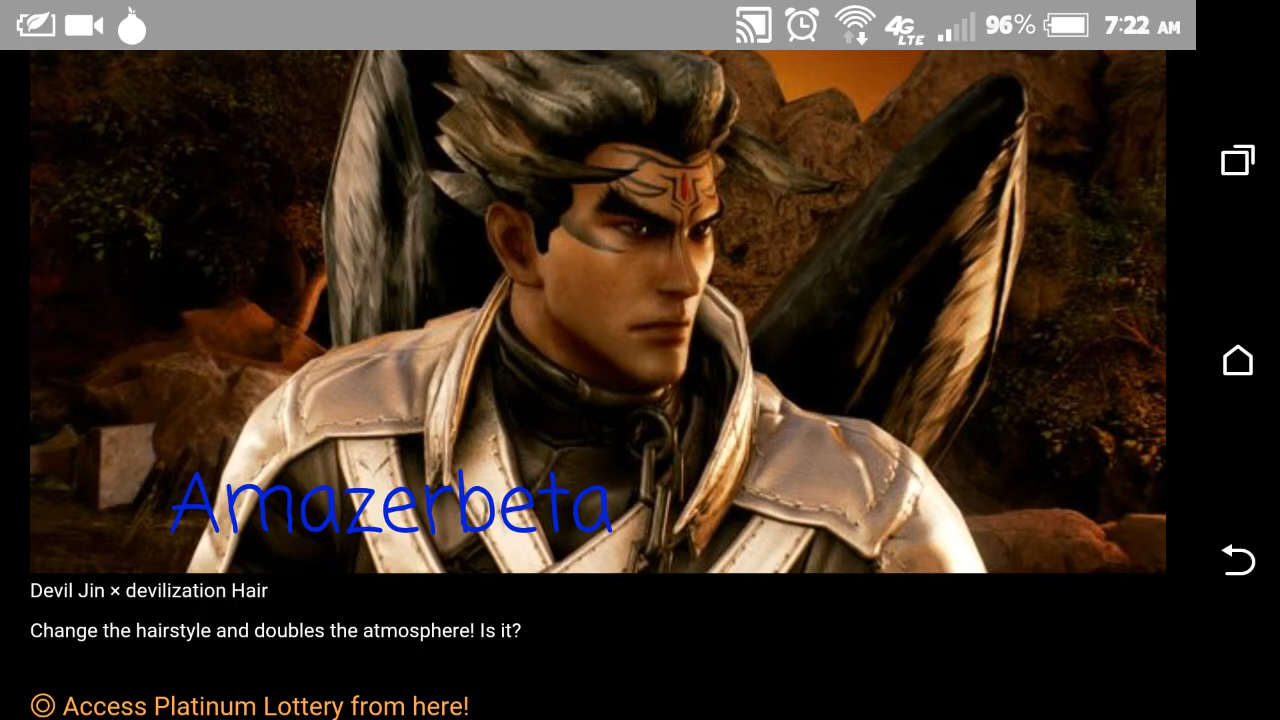 4G LTE 96% 7:22 AM
Amazerbeta
Devil Jin × devilization Hair
Change the hairstyle and doubles the atmosphere! Is it?
◎ Access Platinum Lottery from here!